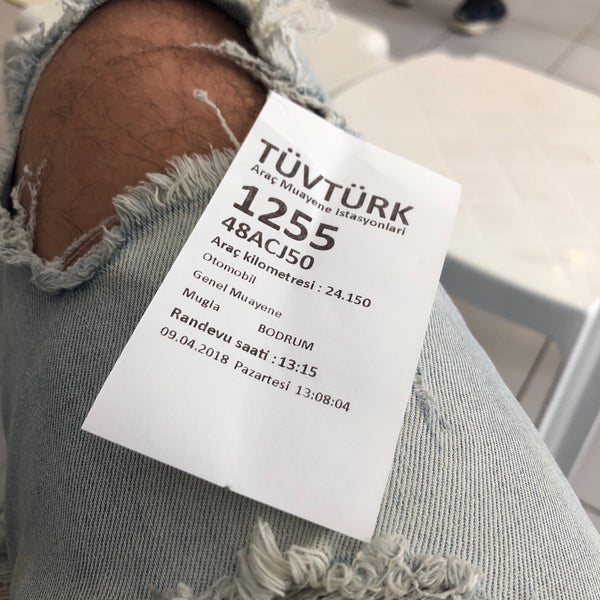 TÜVTÜRK
Araç Muayene İstasyonlari
1255
48ACJ50
Araç kilometresi : 24.150
Otomobil
Genel Muayene
Mugla BODRUM
Randevu saati : 13:15
09.04.2018 Pazartesi 13:08:04